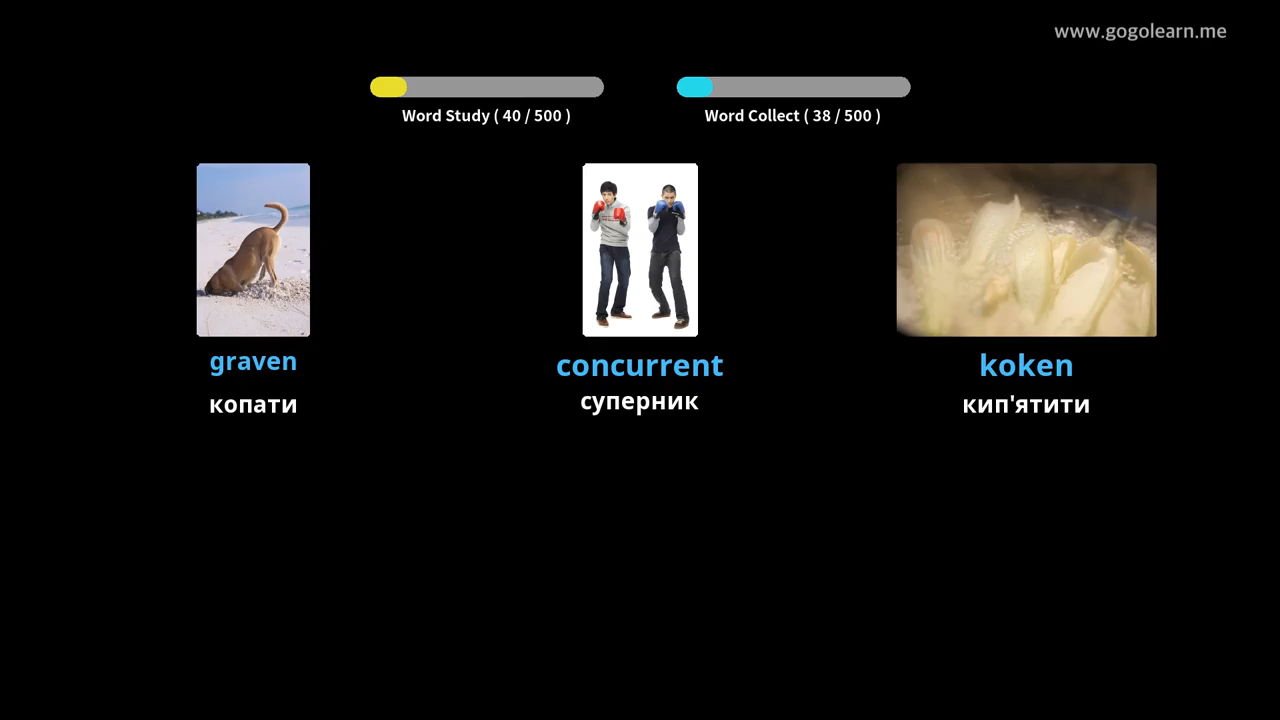 www.gogolearn.me
Word Study ( 40 / 500 )
Word Collect ( 38 / 500 )
graven
копати
concurrent
суперник
koken
кип'ятити